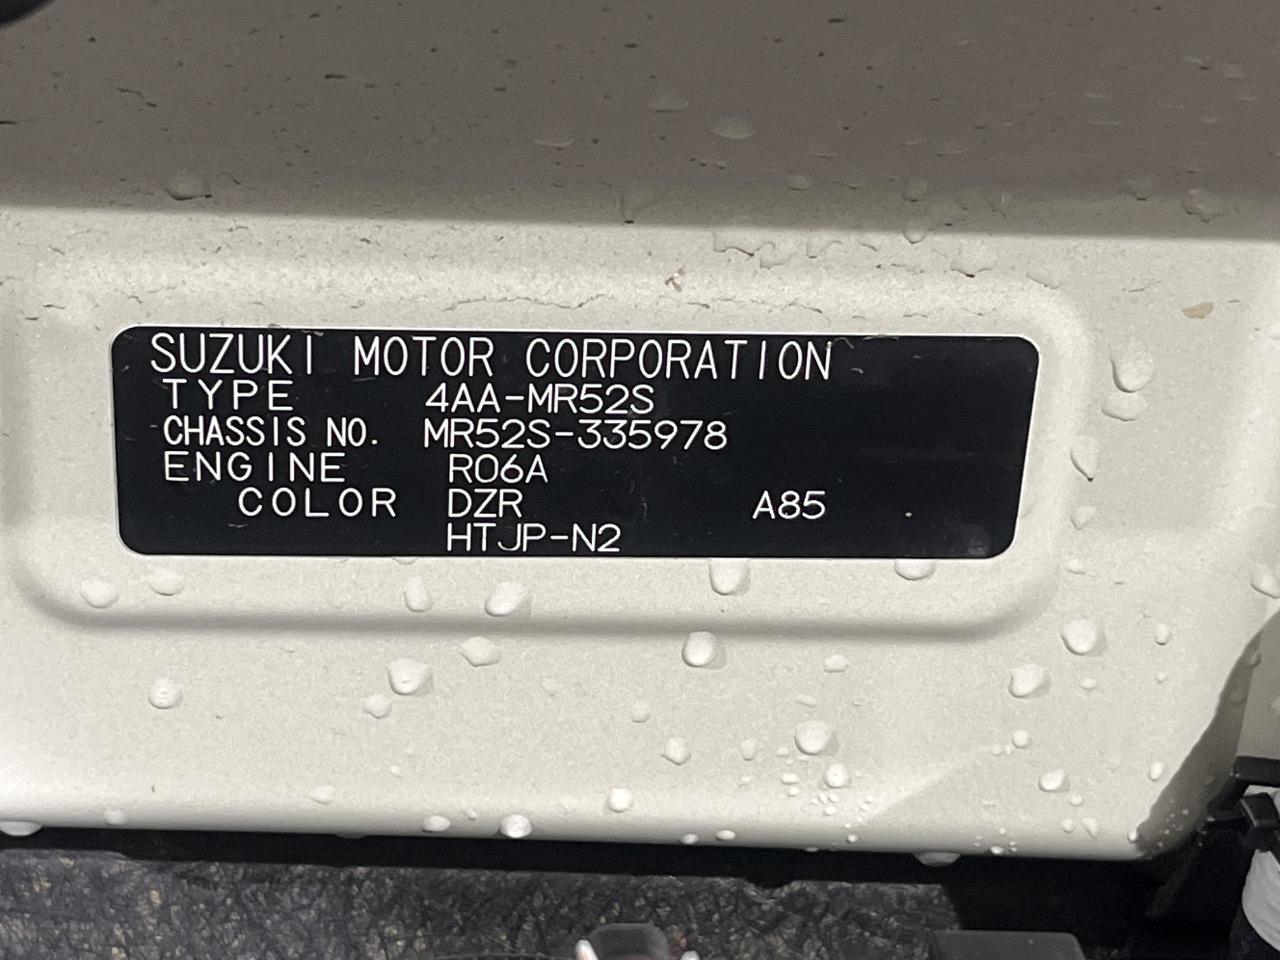 SUZUKI MOTOR CORPORATION
TYPE 4AA-MR52S
CHASSIS NO. MR52S-335978
ENGINE R06A
COLOR DZR A85
HTJP-N2